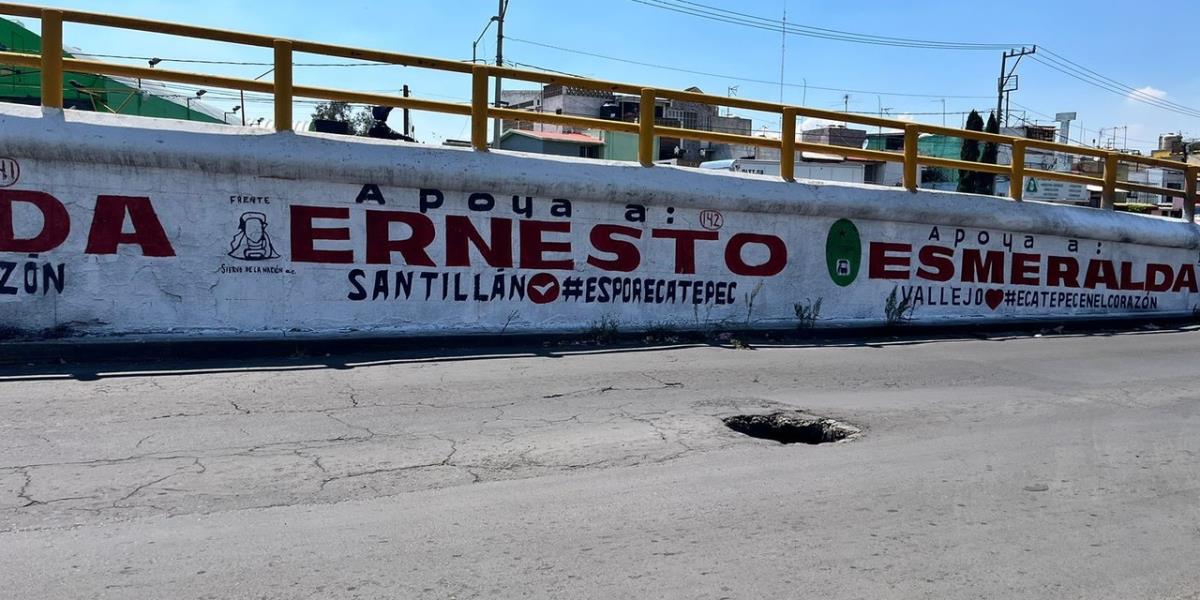 41
DA
ZÓN
FRENTE
SIERVO DE LA NACIÓN a.c.
Apoya a:
142
ERNESTO
SANTILLÁN #ESPORECATEPEC
Apoya a:
ESMERALDA
VALLEJO #ECATEPECENELCORAZÓN